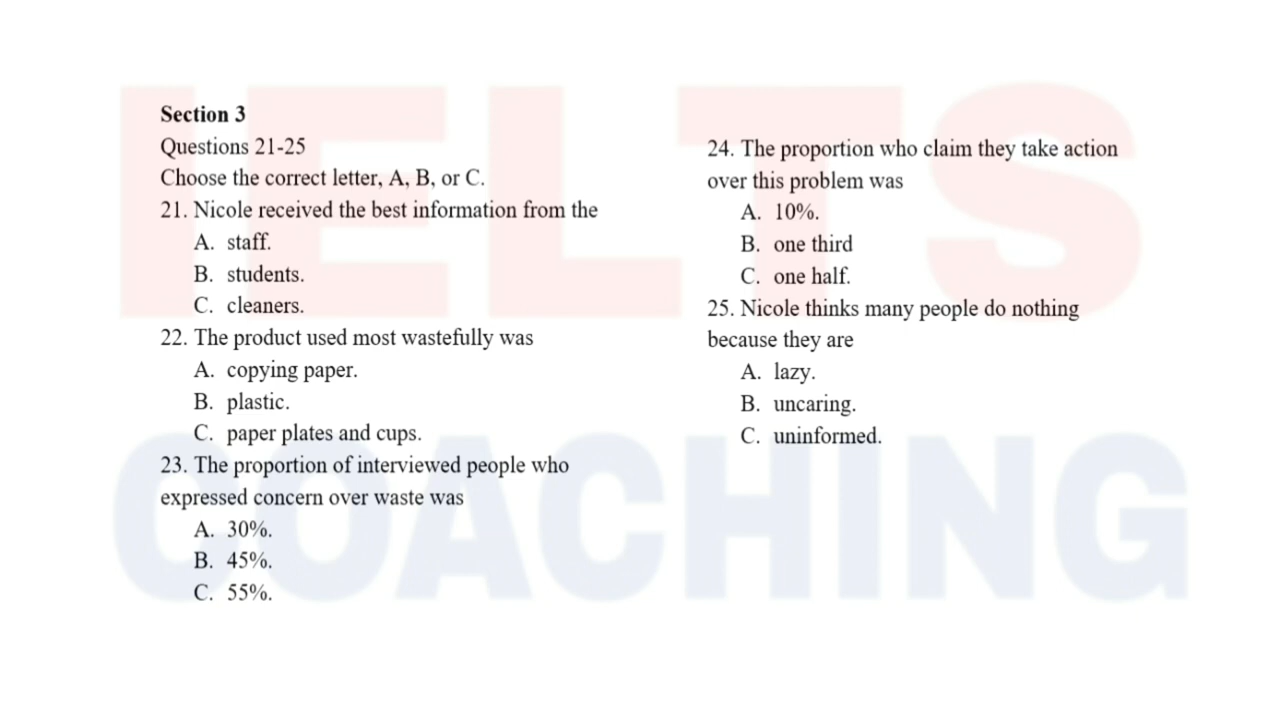 IELTS
COACHING
Section 3
Questions 21-25
Choose the correct letter, A, B, or C.
21. Nicole received the best information from the
A. staff.
B. students.
C. cleaners.
22. The product used most wastefully was
A. copying paper.
B. plastic.
C. paper plates and cups.
23. The proportion of interviewed people who
expressed concern over waste was
A. 30%.
B. 45%.
C. 55%.
24. The proportion who claim they take action
over this problem was
A. 10%.
B. one third
C. one half.
25. Nicole thinks many people do nothing
because they are
A. lazy.
B. uncaring.
C. uninformed.